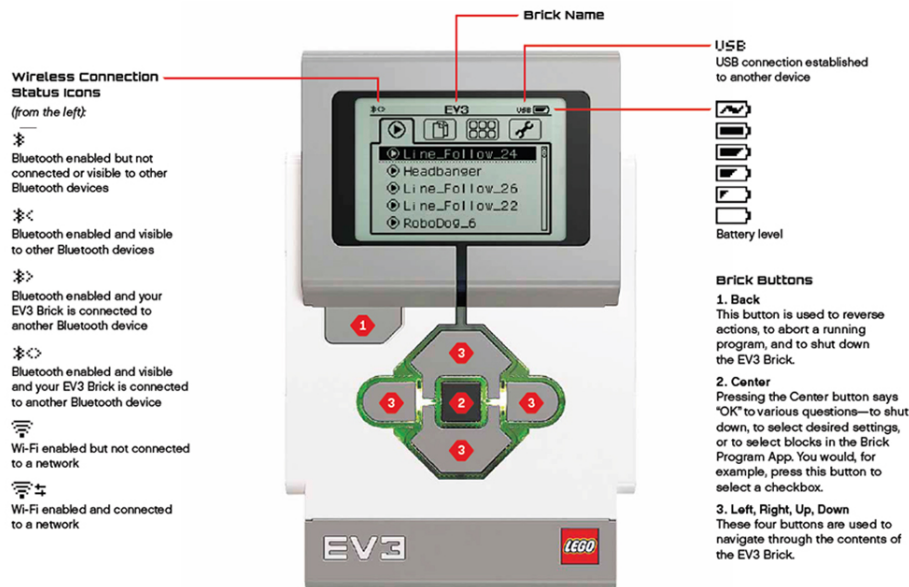 Brick Name
Wireless Connection
Status Icons
(from the left):
Bluetooth enabled but not
connected or visible to other
Bluetooth devices
Bluetooth enabled and visible
to other Bluetooth devices
Bluetooth enabled and your
EV3 Brick is connected to
another Bluetooth device
Bluetooth enabled and visible
and your EV3 Brick is connected
to another Bluetooth device
Wi-Fi enabled but not connected
to a network
Wi-Fi enabled and connected
to a network
EV3
USB
Line_Follow_24
Headbanger
Line_Follow_26
Line_Follow_22
RoboDog_6
1
3
3
2
3
3
EV3
LEGO
USB
USB connection established
to another device
Battery level
Brick Buttons
1. Back
This button is used to reverse
actions, to abort a running
program, and to shut down
the EV3 Brick.
2. Center
Pressing the Center button says
"OK" to various questions—to shut
down, to select desired settings,
or to select blocks in the Brick
Program App. You would, for
example, press this button to
select a checkbox.
3. Left, Right, Up, Down
These four buttons are used to
navigate through the contents of
the EV3 Brick.